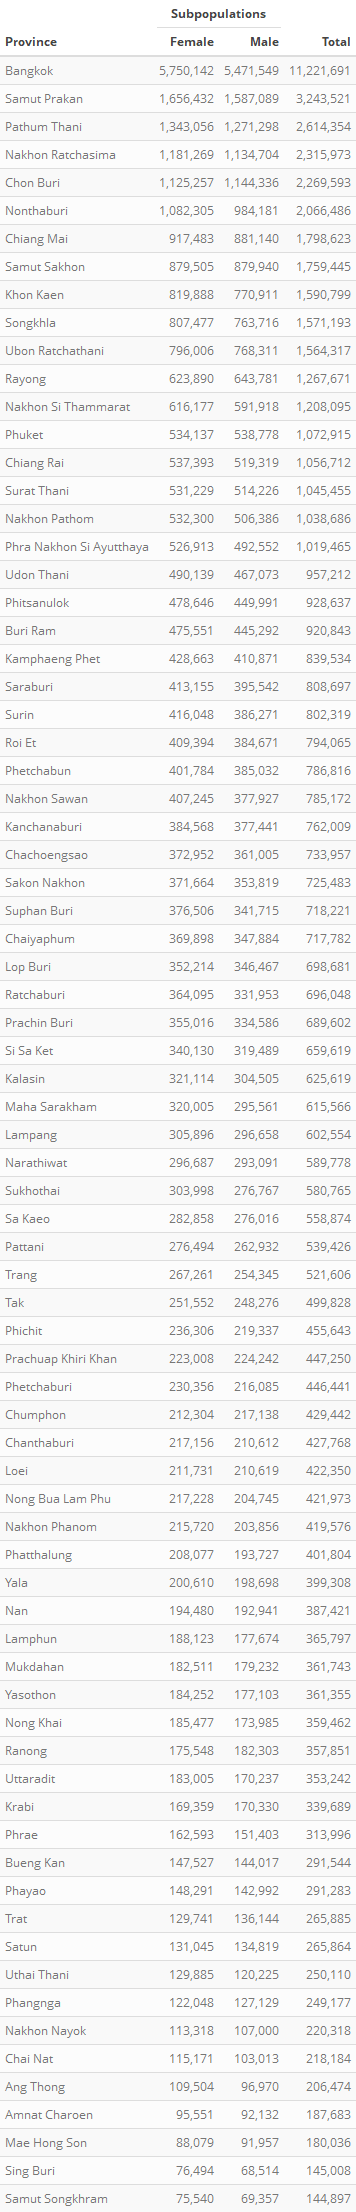 Subpopulations
Province Female Male Total
Bangkok 5,750,142 5,471,549 11,221,691
Samut Prakan 1,656,432 1,587,089 3,243,521
Pathum Thani 1,343,056 1,271,298 2,614,354
Nakhon Ratchasima 1,181,269 1,134,704 2,315,973
Chon Buri 1,125,257 1,144,336 2,269,593
Nonthaburi 1,082,305 984,181 2,066,486
Chiang Mai 917,483 881,140 1,798,623
Samut Sakhon 879,505 879,940 1,759,445
Khon Kaen 819,888 770,911 1,590,799
Songkhla 807,477 763,716 1,571,193
Ubon Ratchathani 796,006 768,311 1,564,317
Rayong 623,890 643,781 1,267,671
Nakhon Si Thammarat 616,177 591,918 1,208,095
Phuket 534,137 538,778 1,072,915
Chiang Rai 537,393 519,319 1,056,712
Surat Thani 531,229 514,226 1,045,455
Nakhon Pathom 532,300 506,386 1,038,686
Phra Nakhon Si Ayutthaya 526,913 492,552 1,019,465
Udon Thani 490,139 467,073 957,212
Phitsanulok 478,646 449,991 928,637
Buri Ram 475,551 445,292 920,843
Kamphaeng Phet 428,663 410,871 839,534
Saraburi 413,155 395,542 808,697
Surin 416,048 386,271 802,319
Roi Et 409,394 384,671 794,065
Phetchabun 401,784 385,032 786,816
Nakhon Sawan 407,245 377,927 785,172
Kanchanaburi 384,568 377,441 762,009
Chachoengsao 372,952 361,005 733,957
Sakon Nakhon 371,664 353,819 725,483
Suphan Buri 376,506 341,715 718,221
Chaiyaphum 369,898 347,884 717,782
Lop Buri 352,214 346,467 698,681
Ratchaburi 364,095 331,953 696,048
Prachin Buri 355,016 334,586 689,602
Si Sa Ket 340,130 319,489 659,619
Kalasin 321,114 304,505 625,619
Maha Sarakham 320,005 295,561 615,566
Lampang 305,896 296,658 602,554
Narathiwat 296,687 293,091 589,778
Sukhothai 303,998 276,767 580,765
Sa Kaeo 282,858 276,016 558,874
Pattani 276,494 262,932 539,426
Trang 267,261 254,345 521,606
Tak 251,552 248,276 499,828
Phichit 236,306 219,337 455,643
Prachuap Khiri Khan 223,008 224,242 447,250
Phetchaburi 230,356 216,085 446,441
Chumphon 212,304 217,138 429,442
Chanthaburi 217,156 210,612 427,768
Loei 211,731 210,619 422,350
Nong Bua Lam Phu 217,228 204,745 421,973
Nakhon Phanom 215,720 203,856 419,576
Phatthalung 208,077 193,727 401,804
Yala 200,610 198,698 399,308
Nan 194,480 192,941 387,421
Lamphun 188,123 177,674 365,797
Mukdahan 182,511 179,232 361,743
Yasothon 184,252 177,103 361,355
Nong Khai 185,477 173,985 359,462
Ranong 175,548 182,303 357,851
Uttaradit 183,005 170,237 353,242
Krabi 169,359 170,330 339,689
Phrae 162,593 151,403 313,996
Bueng Kan 147,527 144,017 291,544
Phayao 148,291 142,992 291,283
Trat 129,741 136,144 265,885
Satun 131,045 134,819 265,864
Uthai Thani 129,885 120,225 250,110
Phangnga 122,048 127,129 249,177
Nakhon Nayok 113,318 107,000 220,318
Chai Nat 115,171 103,013 218,184
Ang Thong 109,504 96,970 206,474
Amnat Charoen 95,551 92,132 187,683
Mae Hong Son 88,079 91,957 180,036
Sing Buri 76,494 68,514 145,008
Samut Songkhram 75,540 69,357 144,897